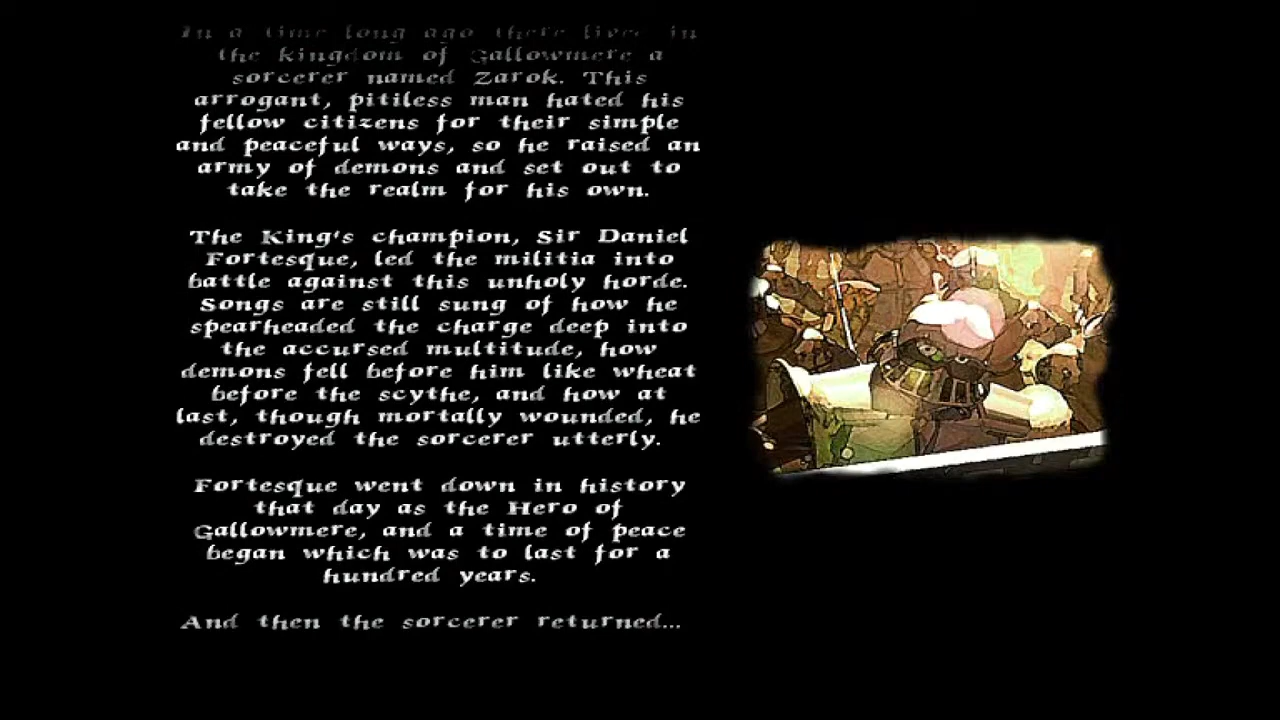 In a time long ago there lived in
the kingdom of Gallowmere a
sorcerer named Zarok. This
arrogant, pitiless man hated his
fellow citizens for their simple
and peaceful ways, so he raised an
army of demons and set out to
take the realm for his own.
The King's champion, Sir Daniel
Fortesque, led the militia into
battle against this unholy horde.
Songs are still sung of how he
spearheaded the charge deep into
the accursed multitude, how
demons fell before him like wheat
before the scythe, and how at
last, though mortally wounded, he
destroyed the sorcerer utterly.
Fortesque went down in history
that day as the Hero of
Gallowmere, and a time of peace
began which was to last for a
hundred years.
And then the sorcerer returned...